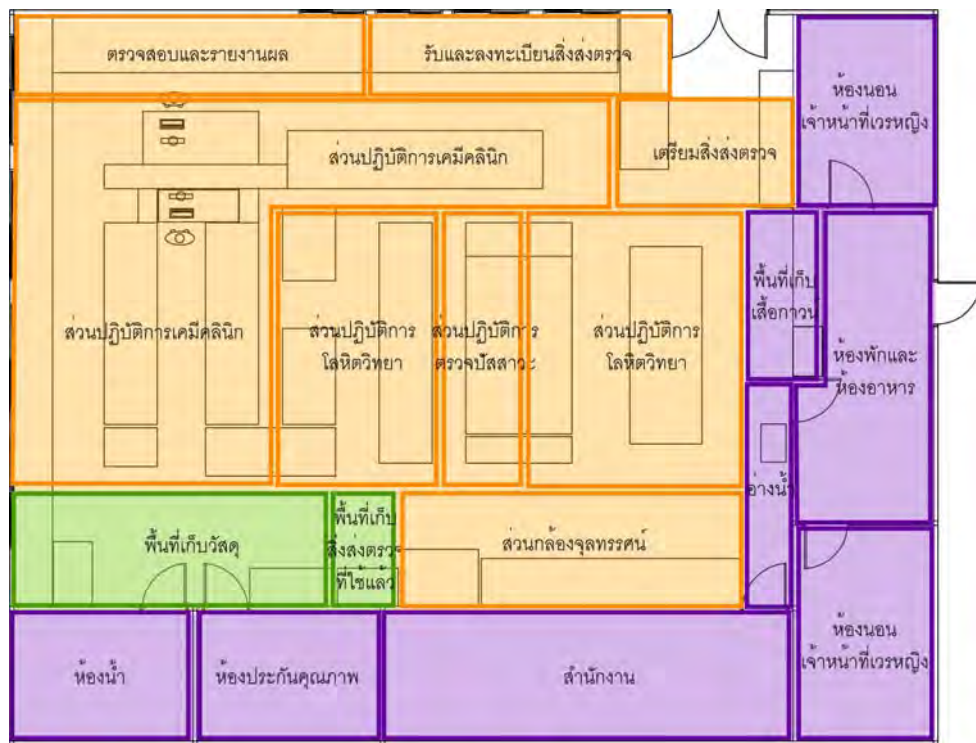 ตรวจสอบและรายงานผล
รับและลงทะเบียนสิ่งส่งตรวจ
ห้องนอน
เจ้าหน้าที่เวรหญิง
ส่วนปฏิบัติการเคมีคลินิก
เตรียมสิ่งส่งตรวจ
พื้นที่เก็บ
เสื้อกาวน์
ส่วนปฏิบัติการเคมีคลินิก
ส่วนปฏิบัติการ
โลหิตวิทยา
ส่วนปฏิบัติการ
ตรวจปัสสาวะ
ส่วนปฏิบัติการ
โลหิตวิทยา
ห้องพักและ
ห้องอาหาร
อ่างน้ำ
พื้นที่เก็บวัสดุ
พื้นที่เก็บ
สิ่งส่งตรวจ
ที่ใช้แล้ว
ส่วนกล้องจุลทรรศน์
ห้องนอน
เจ้าหน้าที่เวรหญิง
ห้องน้ำ
ห้องประกันคุณภาพ
สำนักงาน